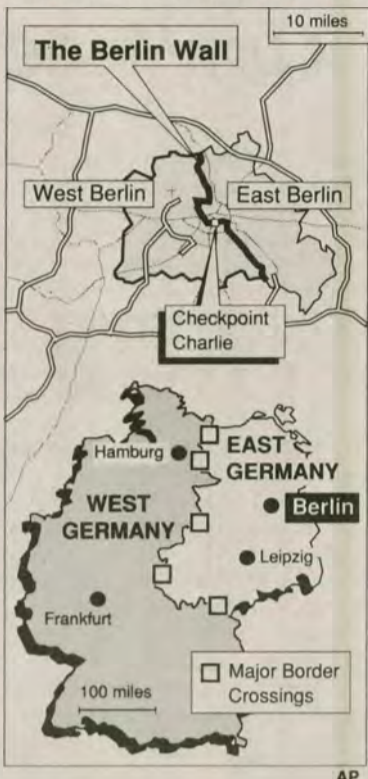 10 miles
The Berlin Wall
West Berlin
East Berlin
Checkpoint
Charlie
Hamburg
EAST
GERMANY
WEST
GERMANY
Berlin
Leipzig
Frankfurt
100 miles
Major Border
Crossings
AP